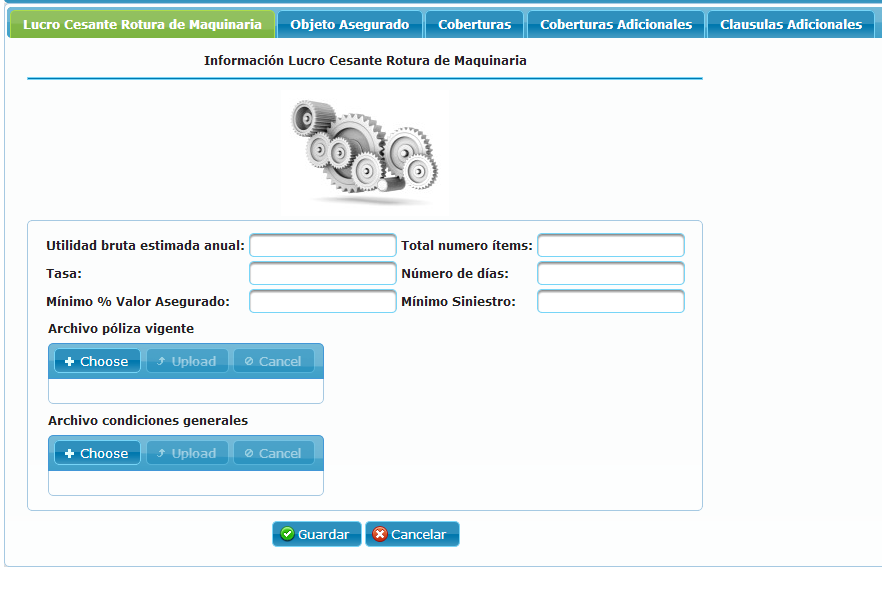 Lucro Cesante Rotura de Maquinaria Objeto Asegurado Coberturas Coberturas Adicionales Clausulas Adicionales
Información Lucro Cesante Rotura de Maquinaria
Utilidad bruta estimada anual: Total numero ítems:
Tasa: Número de días:
Mínimo % Valor Asegurado: Mínimo Siniestro:
Archivo póliza vigente
Choose Upload Cancel
Archivo condiciones generales
Choose Upload Cancel
Guardar Cancelar